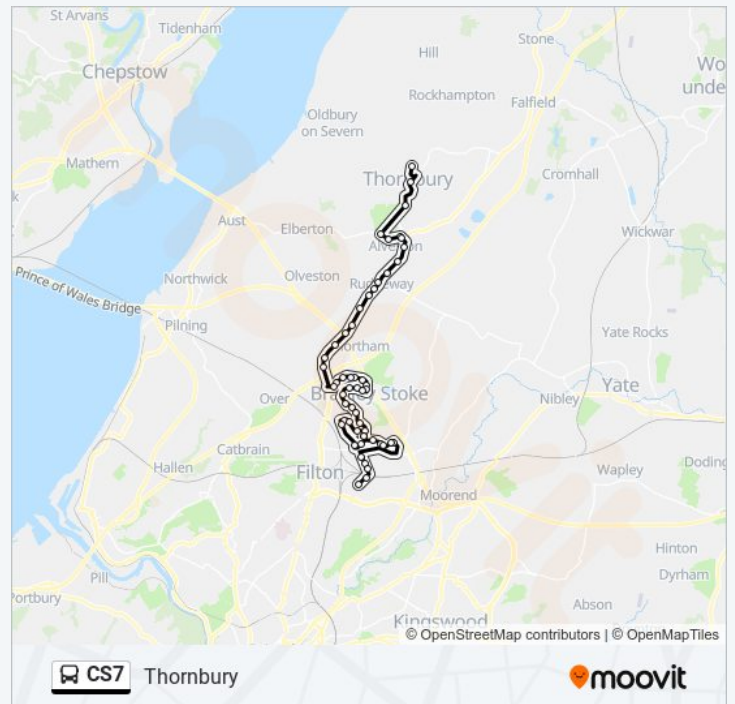 St Arvans
Tidenham
Stone
Hill
Wo
unde
Chepstow
Rockhampton
Falfield
Oldbury
on Severn
Mathern
Thornbury
Cromhall
k
Aust
Elberton
Alveston
Wickwar
Northwick
Olveston
Rudgeway
Prince of Wales Bridge
Pilning
Yate Rocks
ortham
Over
Bradley Stoke
Nibley
Yate
Catbrain
Hallen
Filton
Wapley
Doding
Moorend
Hinton
Dyrham
Pill
Portbury
Abson
Kingswood
© OpenStreetMap contributors | © OpenMapTiles
CS7 Thornbury
moovit